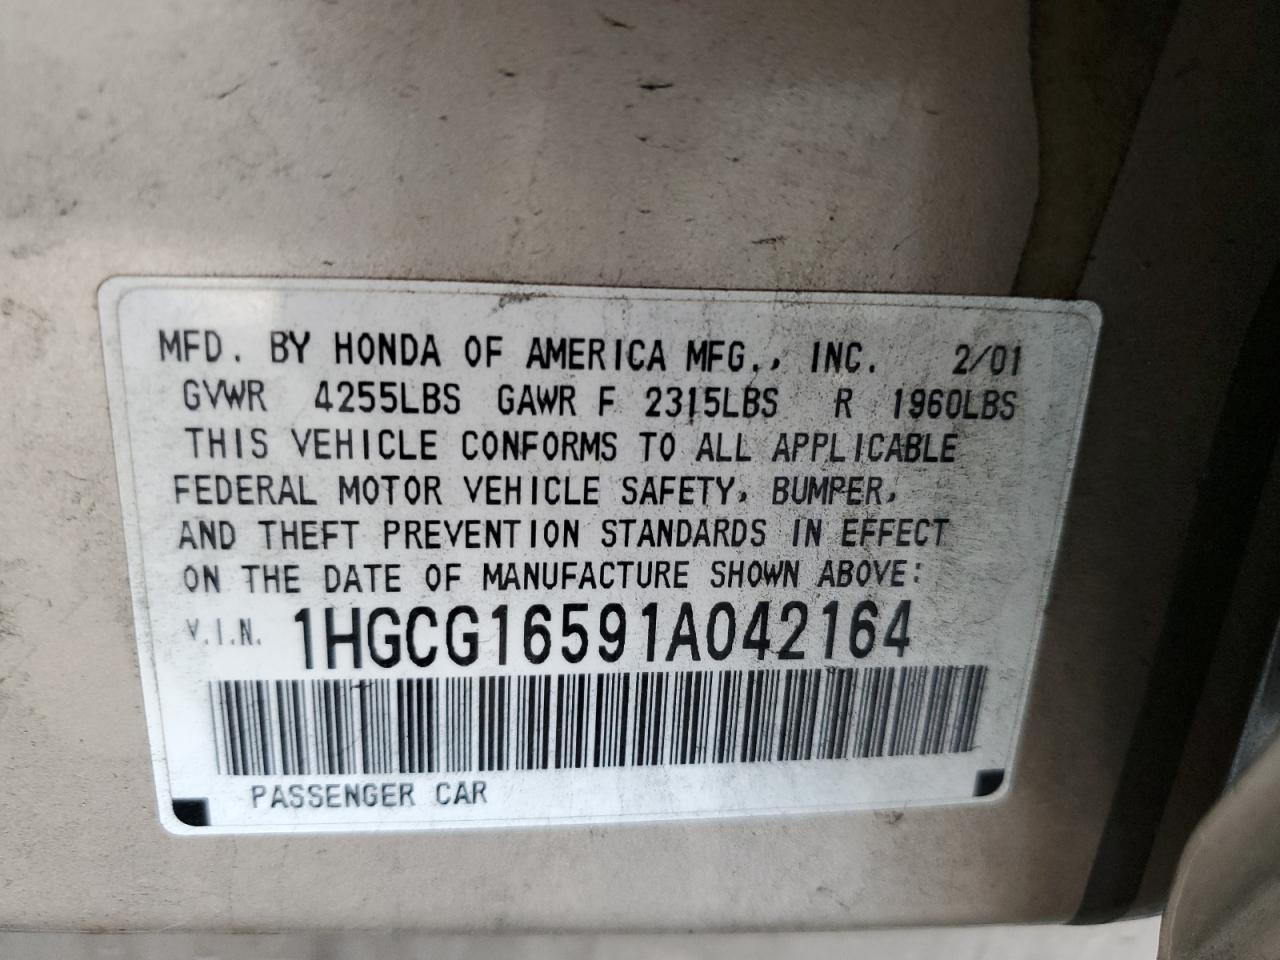 MFD. BY HONDA OF AMERICA MFG., INC. 2/01
GVWR 4255LBS GAWR F 2315LBS R 1960LBS
THIS VEHICLE CONFORMS TO ALL APPLICABLE
FEDERAL MOTOR VEHICLE SAFETY, BUMPER,
AND THEFT PREVENTION STANDARDS IN EFFECT
ON THE DATE OF MANUFACTURE SHOWN ABOVE:
V.I.N. 1HGCG16591A042164
PASSENGER CAR